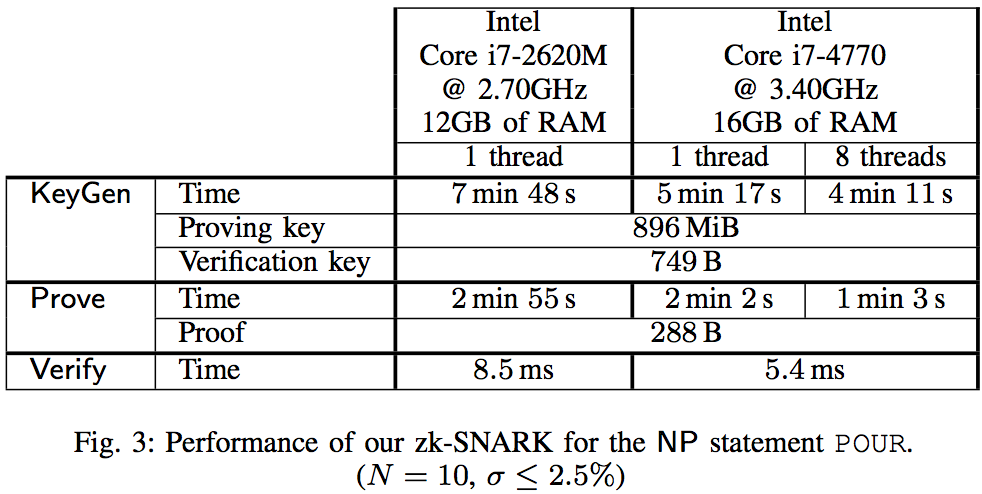 Intel Intel
Core i7-2620M Core i7-4770
@ 2.70GHz @ 3.40GHz
12GB of RAM 16GB of RAM
1 thread 1 thread 8 threads
KeyGen Time 7 min 48 s 5 min 17 s 4 min 11 s
Proving key 896 MiB
Verification key 749 B
Prove Time 2 min 55 s 2 min 2 s 1 min 3 s
Proof 288 B
Verify Time 8.5 ms 5.4 ms
Fig. 3: Performance of our zk-SNARK for the NP statement POUR.
(N = 10, σ ≤ 2.5%)